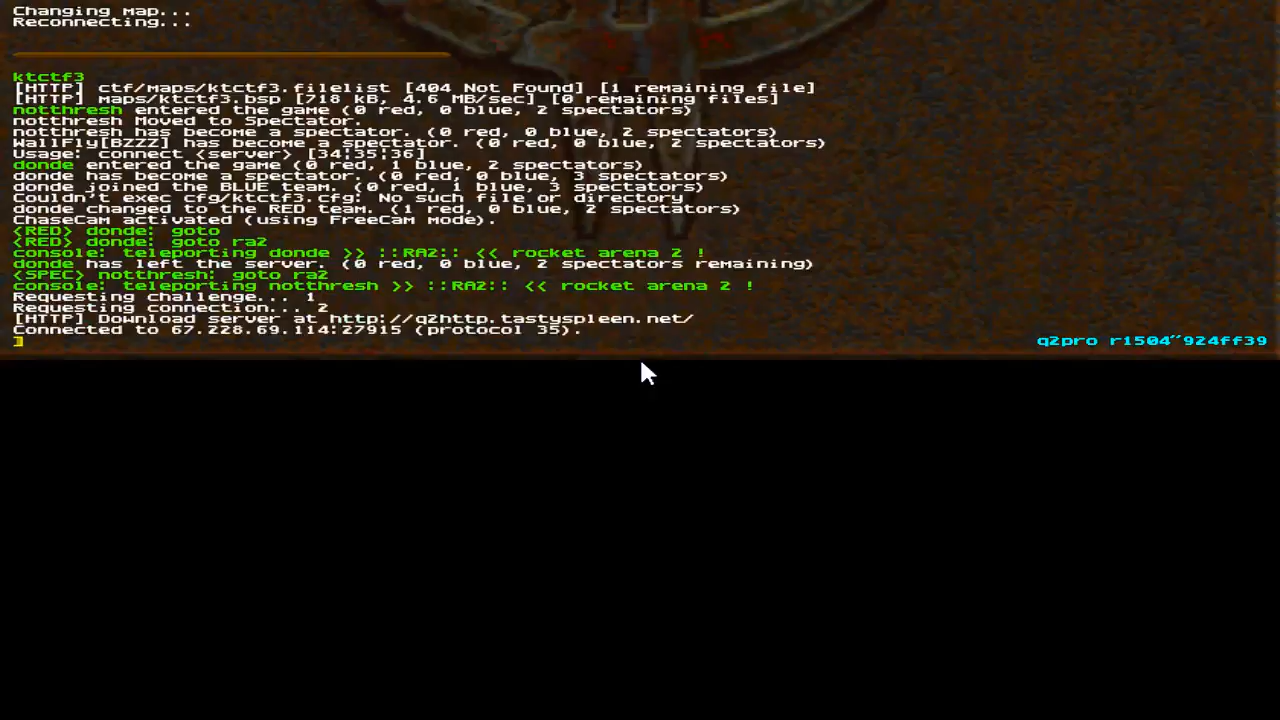 Changing map...
Reconnecting...
ktctf3
[HTTP] ctf/maps/ktctf3.filelist [404 Not Found] [1 remaining file]
[HTTP] maps/ktctf3.bsp [718 kB, 4.6 MB/sec] [0 remaining files]
notthresh entered the game (0 red, 0 blue, 2 spectators)
notthresh Moved to Spectator.
notthresh has become a spectator. (0 red, 0 blue, 2 spectators)
WallFly[BZZZ] has become a spectator. (0 red, 0 blue, 2 spectators)
Usage: connect <server> [34|35|36]
donde entered the game (0 red, 1 blue, 2 spectators)
donde has become a spectator. (0 red, 0 blue, 3 spectators)
donde joined the BLUE team. (0 red, 1 blue, 3 spectators)
Couldn't exec cfg/ktctf3.cfg: No such file or directory
donde changed to the RED team. (1 red, 0 blue, 2 spectators)
ChaseCam activated (using FreeCam mode).
(RED) donde: goto
(RED) donde: goto ra2
console: teleporting donde >> ::RA2:: << rocket arena 2 !
donde has left the server. (0 red, 0 blue, 2 spectators remaining)
(SPEC) notthresh: goto ra2
console: teleporting notthresh >> ::RA2:: << rocket arena 2 !
Requesting challenge... 1
Requesting connection... 2
[HTTP] Download server at http://q2http.tastyspleen.net/
Connected to 67.228.69.114:27915 (protocol 35).
]
q2pro r1504~924ff39